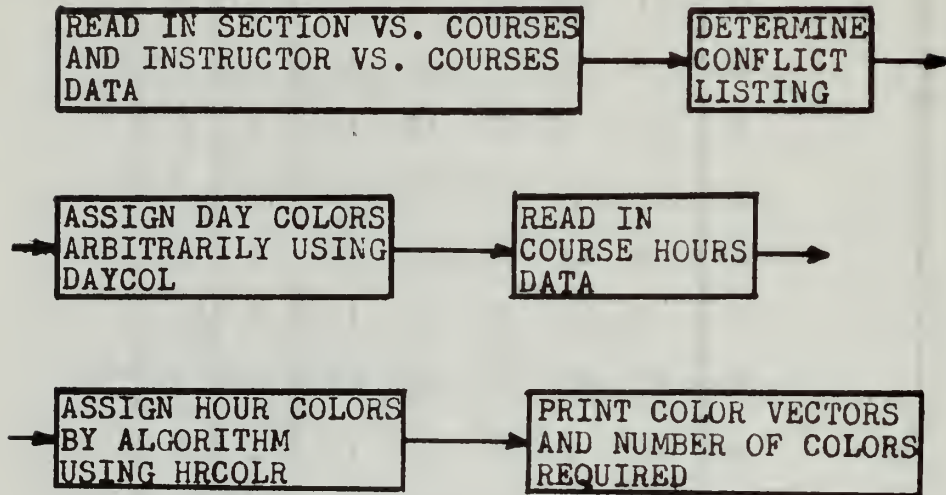 READ IN SECTION VS. COURSES
AND INSTRUCTOR VS. COURSES
DATA
DETERMINE
CONFLICT
LISTING
ASSIGN DAY COLORS
ARBITRARILY USING
DAYCOL
READ IN
COURSE HOURS
DATA
ASSIGN HOUR COLORS
BY ALGORITHM
USING HRCOLR
PRINT COLOR VECTORS
AND NUMBER OF COLORS
REQUIRED